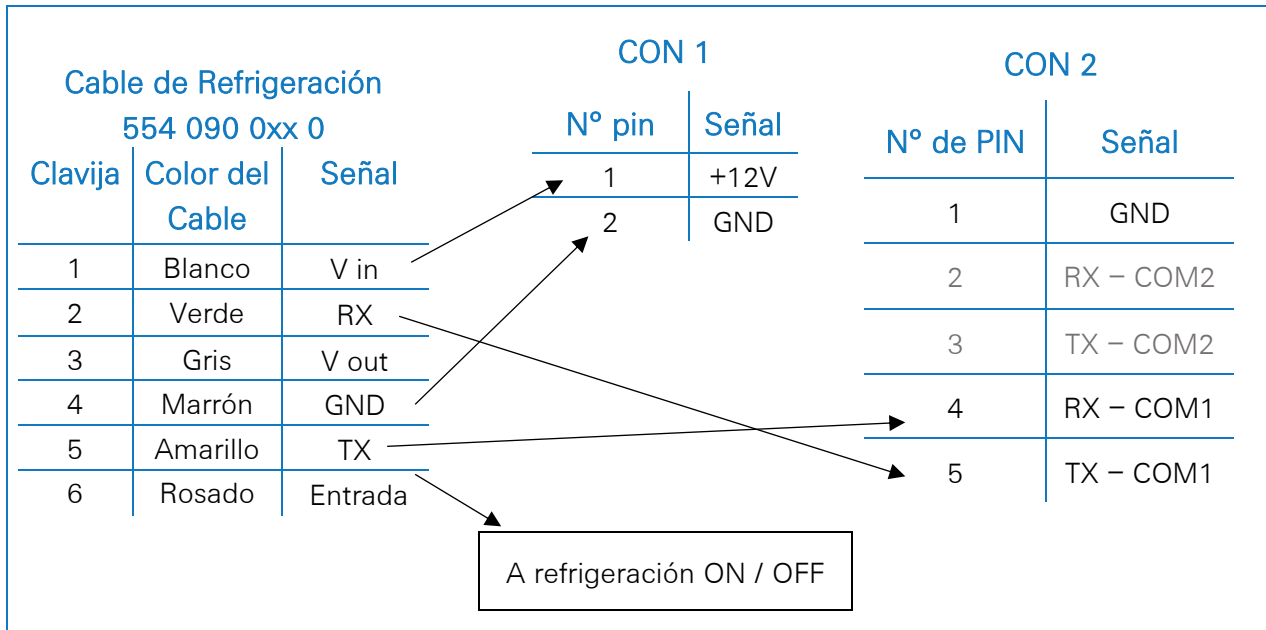 Cable de Refrigeración
554 090 0xx 0
Clavija Color del Cable Señal
1 Blanco V in
2 Verde RX
3 Gris V out
4 Marrón GND
5 Amarillo TX
6 Rosado Entrada
CON 1
Nº pin Señal
1 +12V
2 GND
CON 2
Nº de PIN Señal
1 GND
2 RX – COM2
3 TX – COM2
4 RX – COM1
5 TX – COM1
A refrigeración ON / OFF